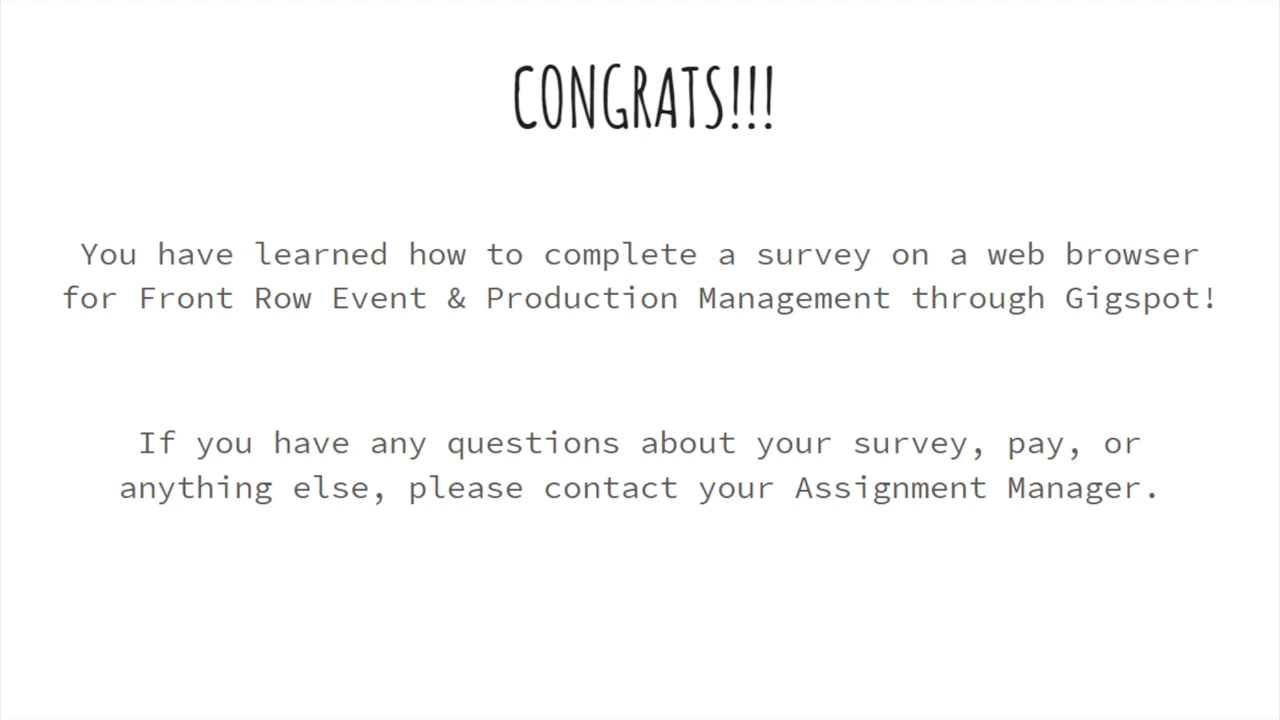 CONGRATS!!!
You have learned how to complete a survey on a web browser
for Front Row Event & Production Management through Gigspot!
If you have any questions about your survey, pay, or
anything else, please contact your Assignment Manager.